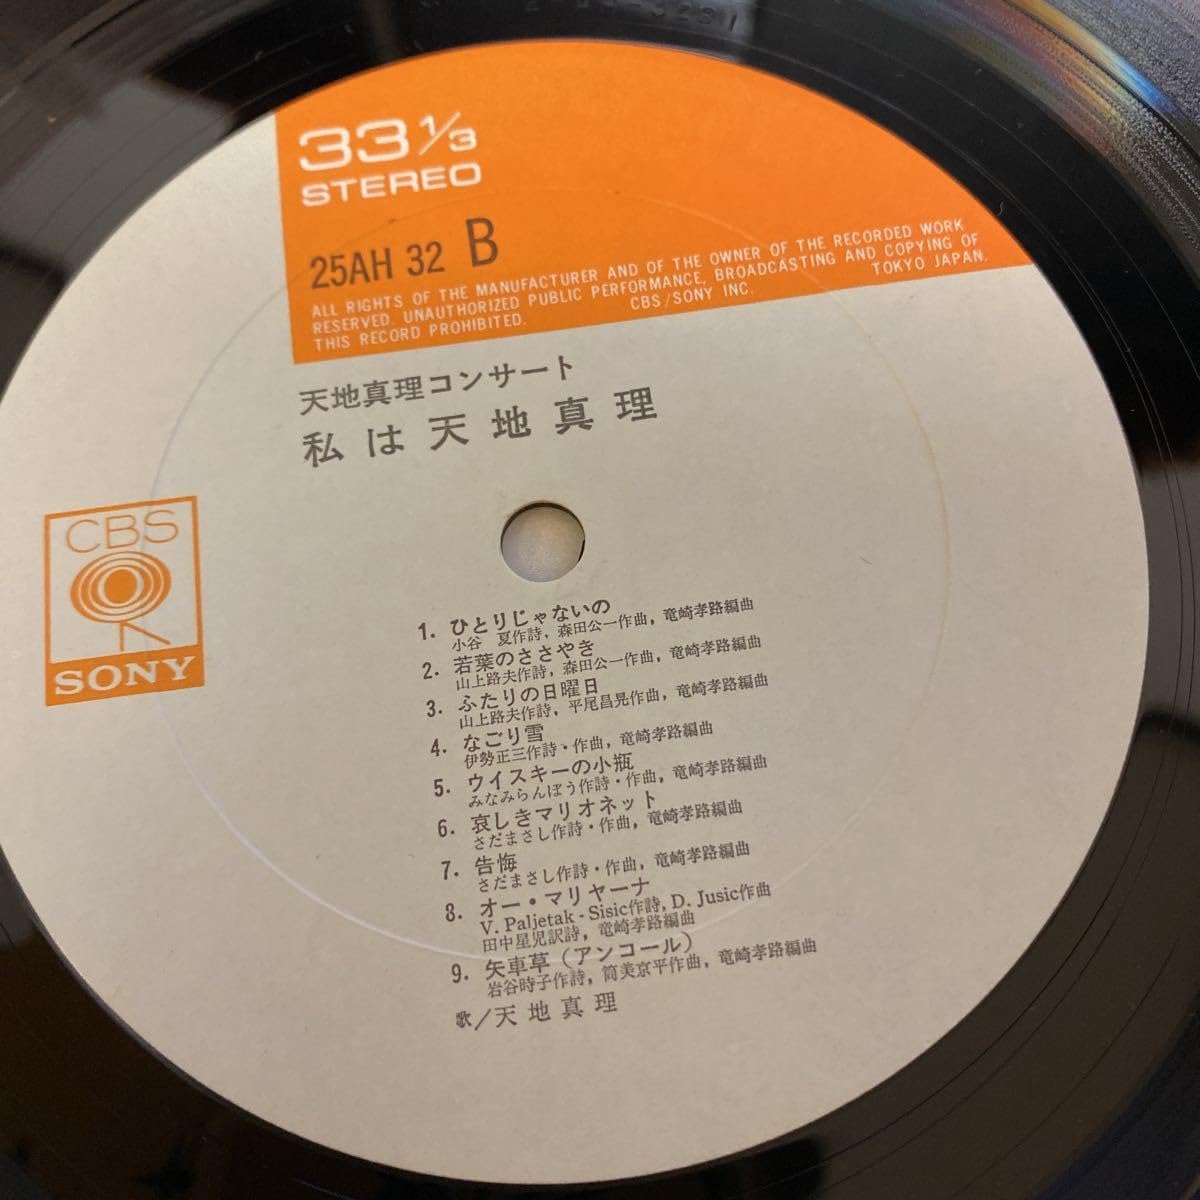 33 1/3
STEREO
25AH 32 B
ALL RIGHTS OF THE MANUFACTURER AND OF THE OWNER OF THE RECORDED WORK
RESERVED. UNAUTHORIZED PUBLIC PERFORMANCE, BROADCASTING AND COPYING OF
THIS RECORD PROHIBITED. CBS/SONY INC. TOKYO JAPAN.
天地真理コンサート
私は天地真理
CBS
SONY
1. ひとりじゃないの
小谷 夏作詩, 森田公一作曲, 竜崎孝路編曲
2. 若葉のささやき
山上路夫作詩, 森田公一作曲, 竜崎孝路編曲
3. ふたりの日曜日
山上路夫作詩, 平尾昌晃作曲, 竜崎孝路編曲
4. なごり雪
伊勢正三作詩・作曲, 竜崎孝路編曲
5. ウイスキーの小瓶
みなみらんぼう作詩・作曲, 竜崎孝路編曲
6. 哀しきマリオネット
さだまさし作詩・作曲, 竜崎孝路編曲
7. 告悔
さだまさし作詩・作曲, 竜崎孝路編曲
8. オー・マリヤーナ
V. Paljetak - Sisic作詩, D. Jusic作曲
田中星児訳詩, 竜崎孝路編曲
9. 矢車草 (アンコール)
岩谷時子作詩, 筒美京平作曲, 竜崎孝路編曲
歌/天地真理